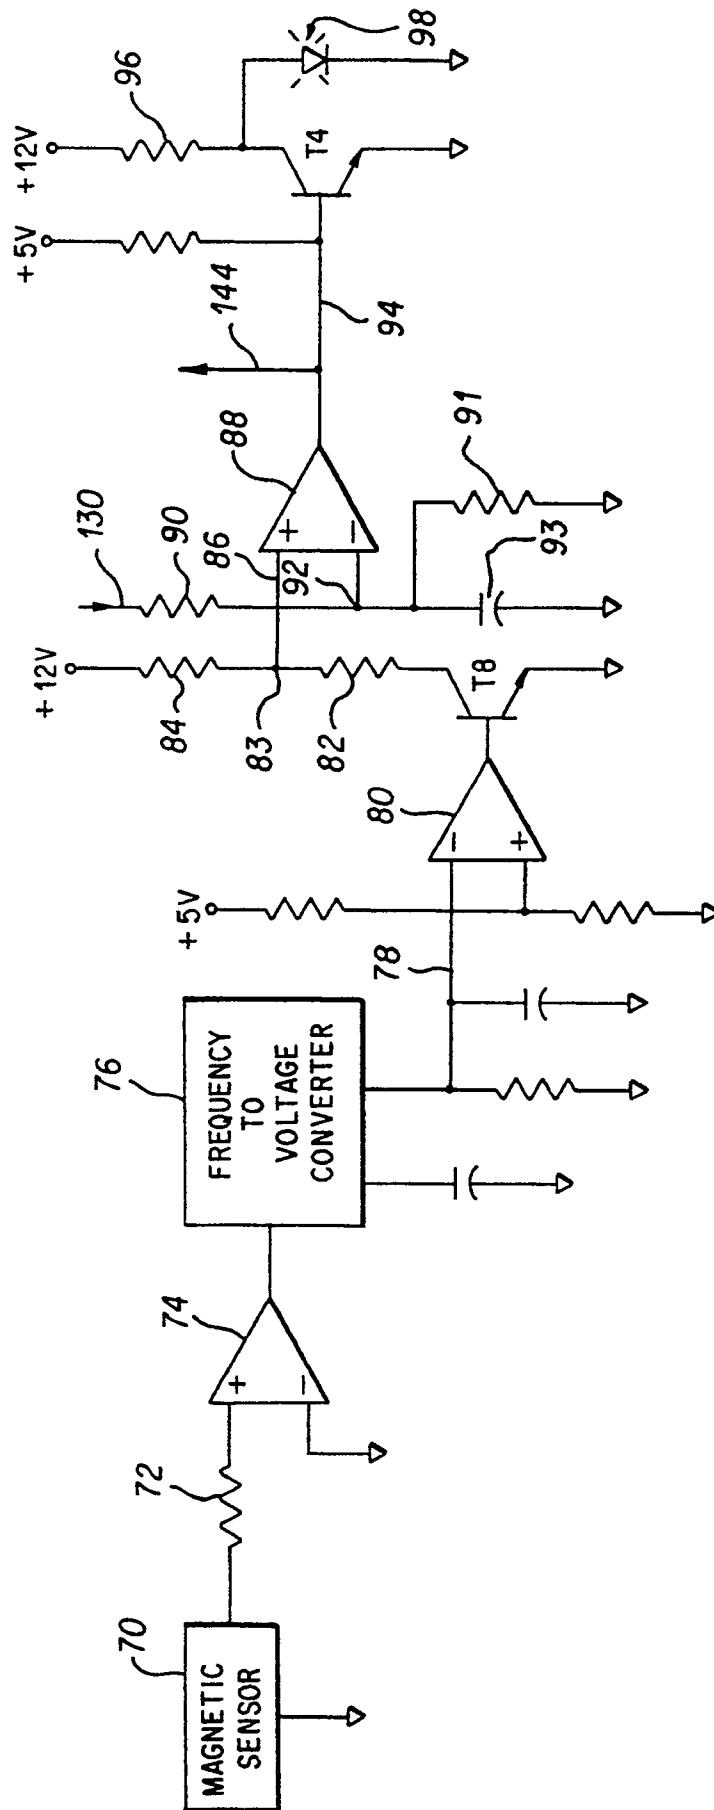 MAGNETIC
SENSOR
70
72
+
−
74
FREQUENCY
TO
VOLTAGE
CONVERTER
76
78
+5V
−
+
80
T8
+12V
84
83
82
130
90
86
92
+
−
88
93
91
144
94
+5V
+12V
96
T4
98